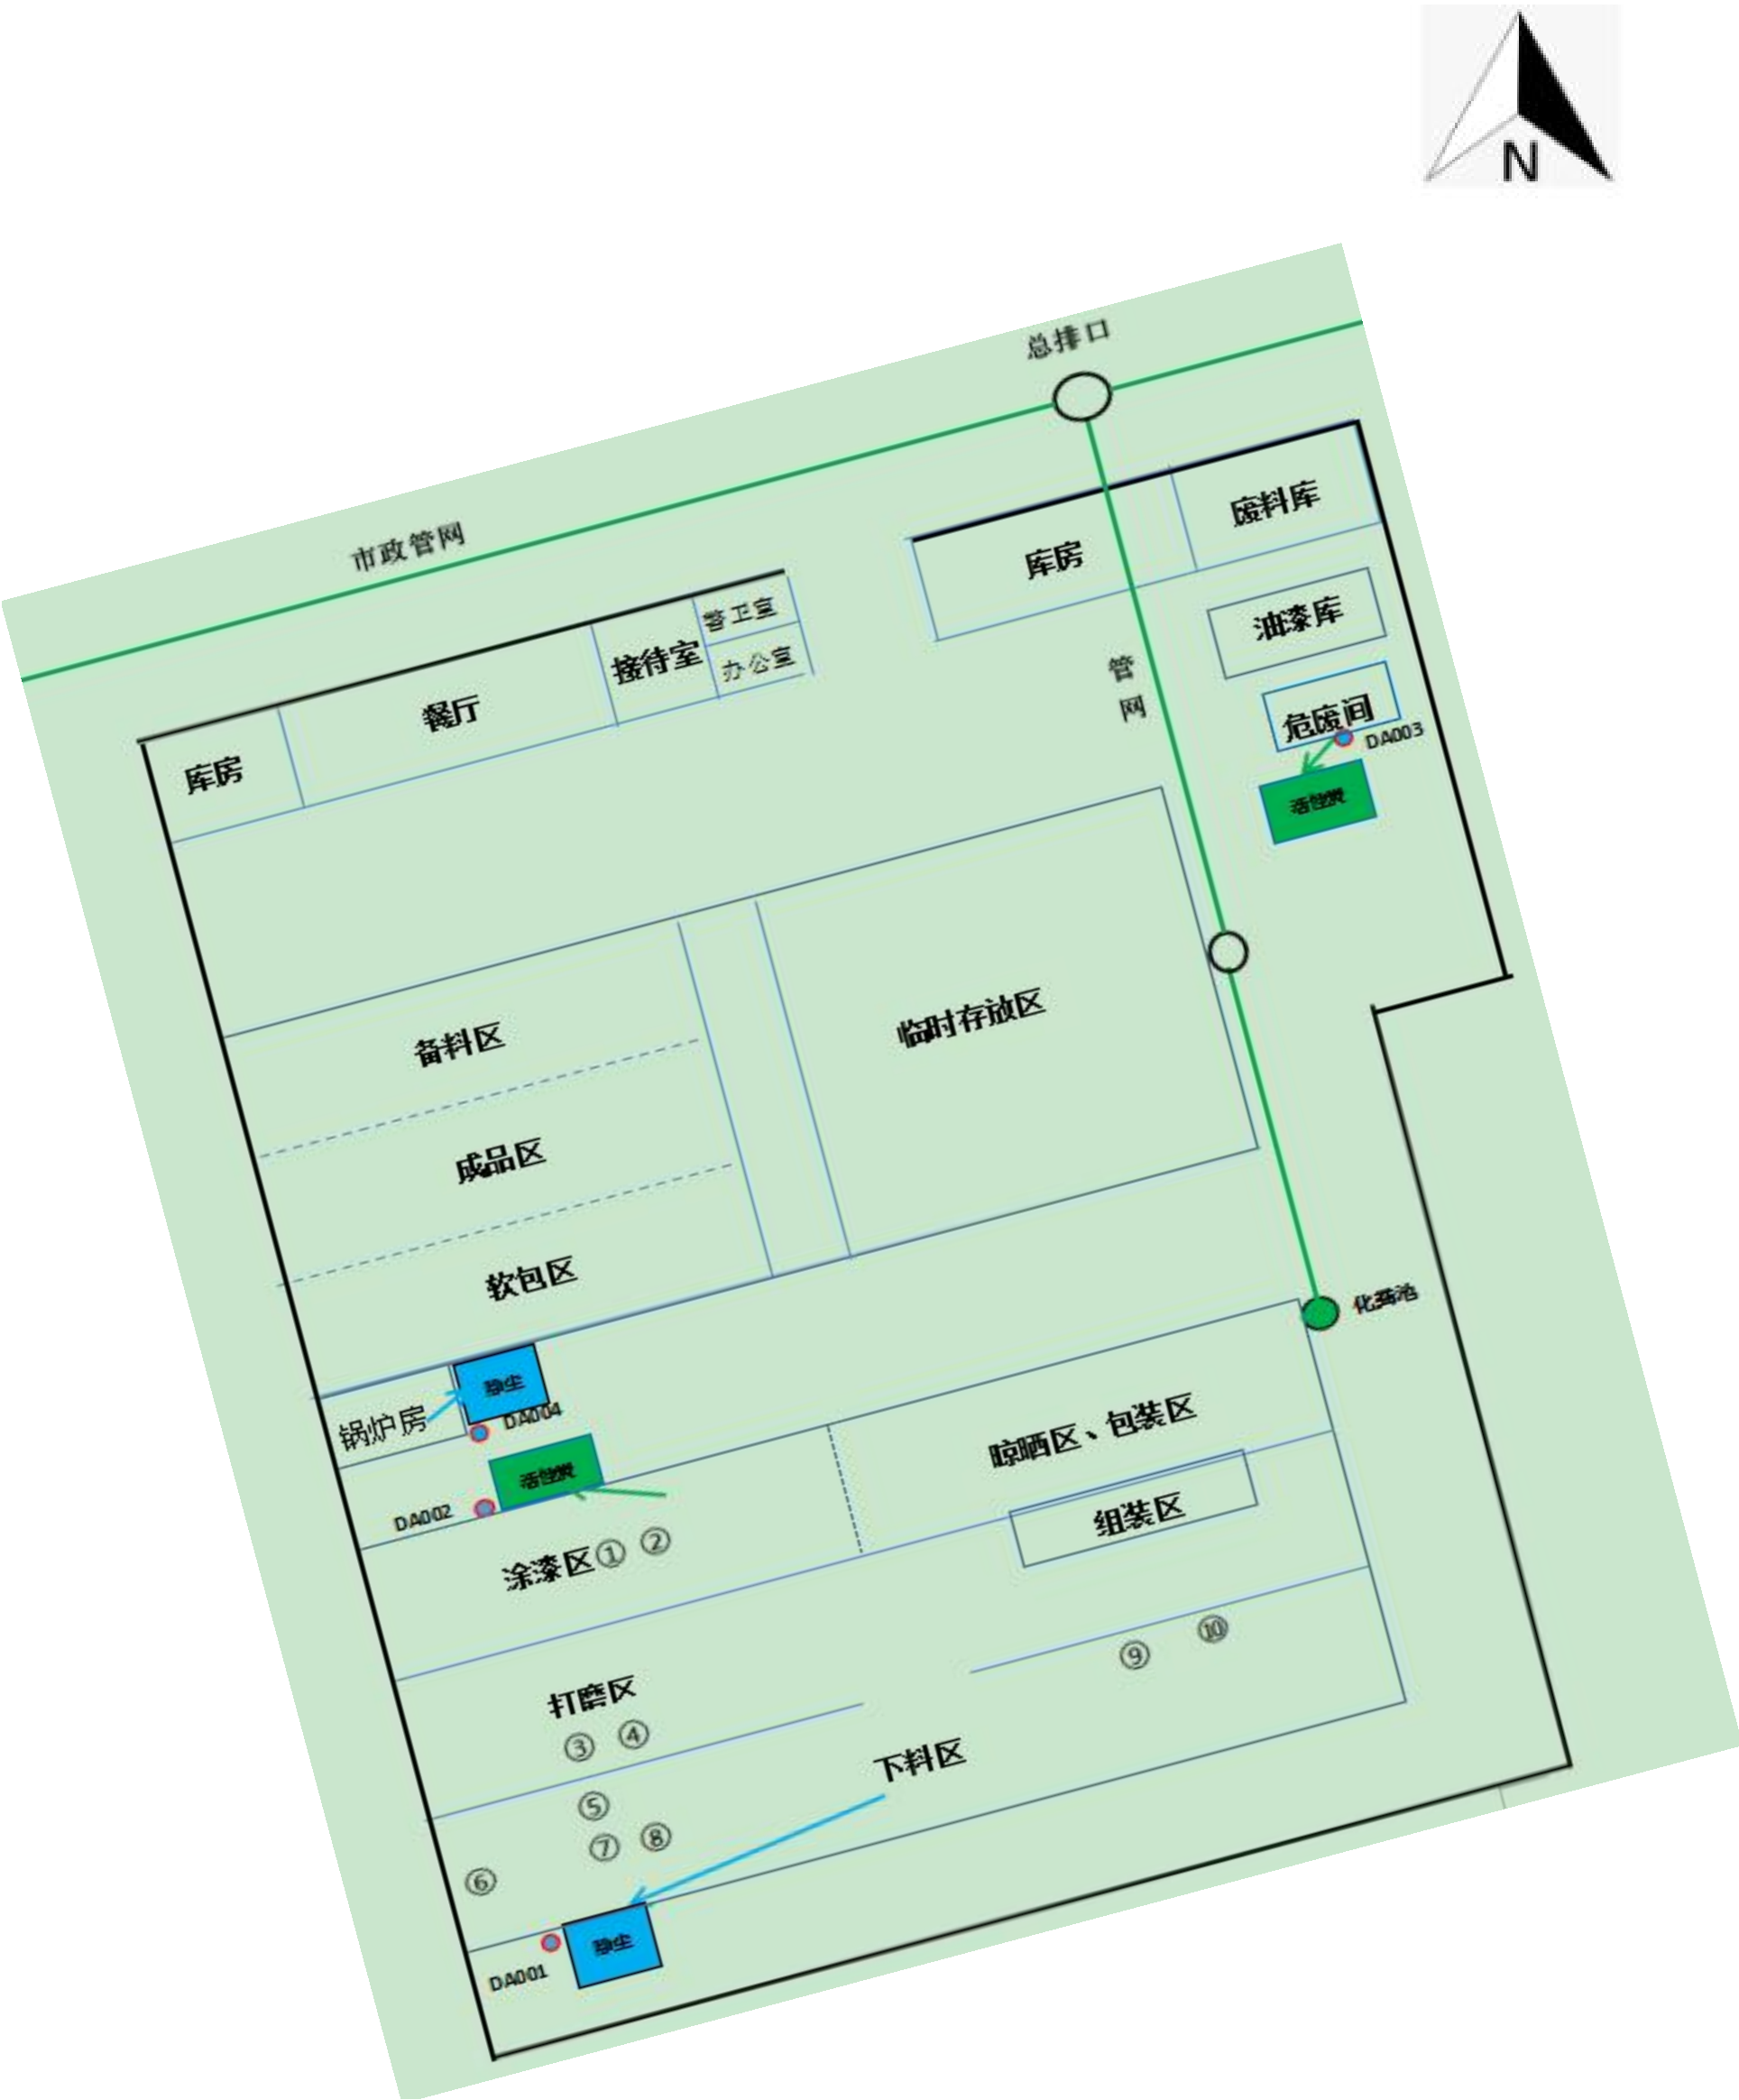 N
总排口
市政管网
废料库
库房
警卫室
接待室
办公室
油漆库
餐厅
管网
危废间
DA003
库房
活性炭
备料区
临时存放区
成品区
软包区
化粪池
除尘
锅炉房
DA004
晾晒区、包装区
活性炭
DA002
组装区
涂漆区① ②
打磨区
⑨ ⑩
③ ④
下料区
⑤
⑦ ⑧
⑥
除尘
DA001